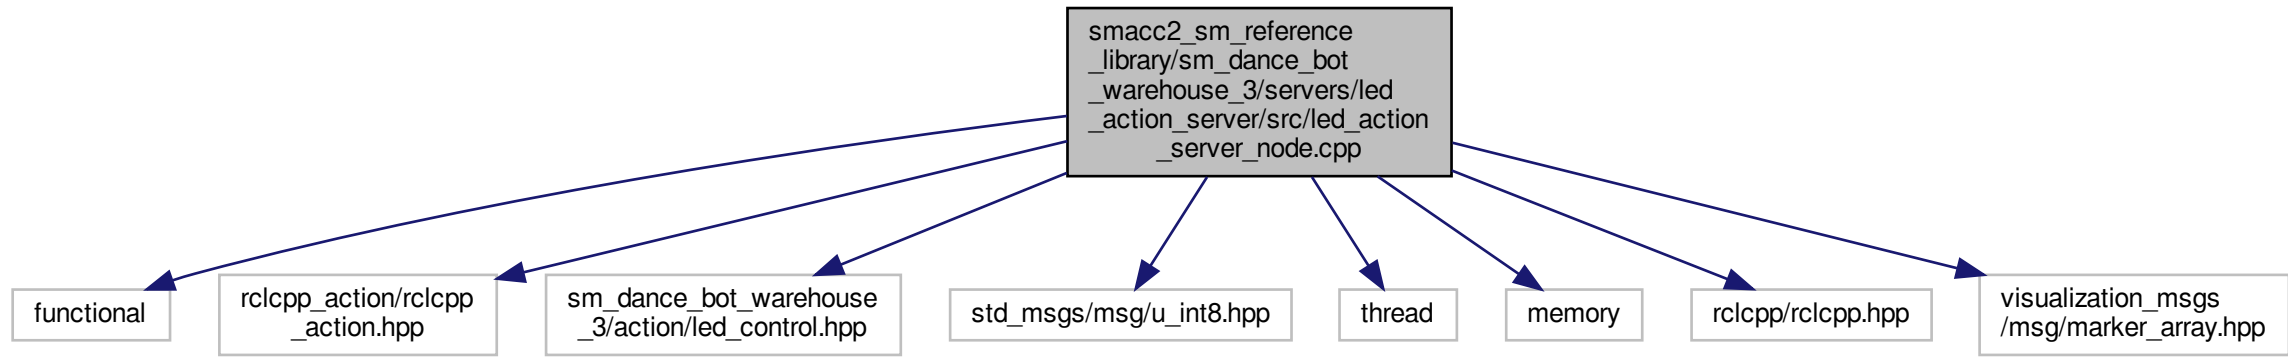 smacc2_sm_reference
_library/sm_dance_bot
_warehouse_3/servers/led
_action_server/src/led_action
_server_node.cpp
functional
rclcpp_action/rclcpp
_action.hpp
sm_dance_bot_warehouse
_3/action/led_control.hpp
std_msgs/msg/u_int8.hpp
thread
memory
rclcpp/rclcpp.hpp
visualization_msgs
/msg/marker_array.hpp